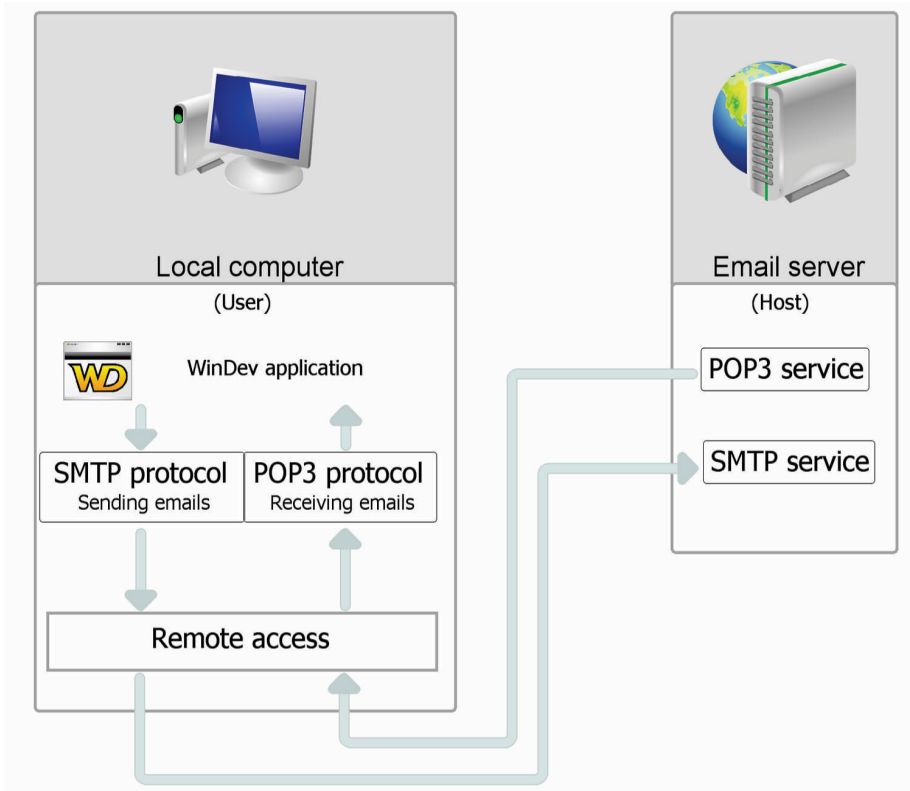 Local computer
(User)
WD
WinDev application
SMTP protocol
Sending emails
POP3 protocol
Receiving emails
Remote access
Email server
(Host)
POP3 service
SMTP service